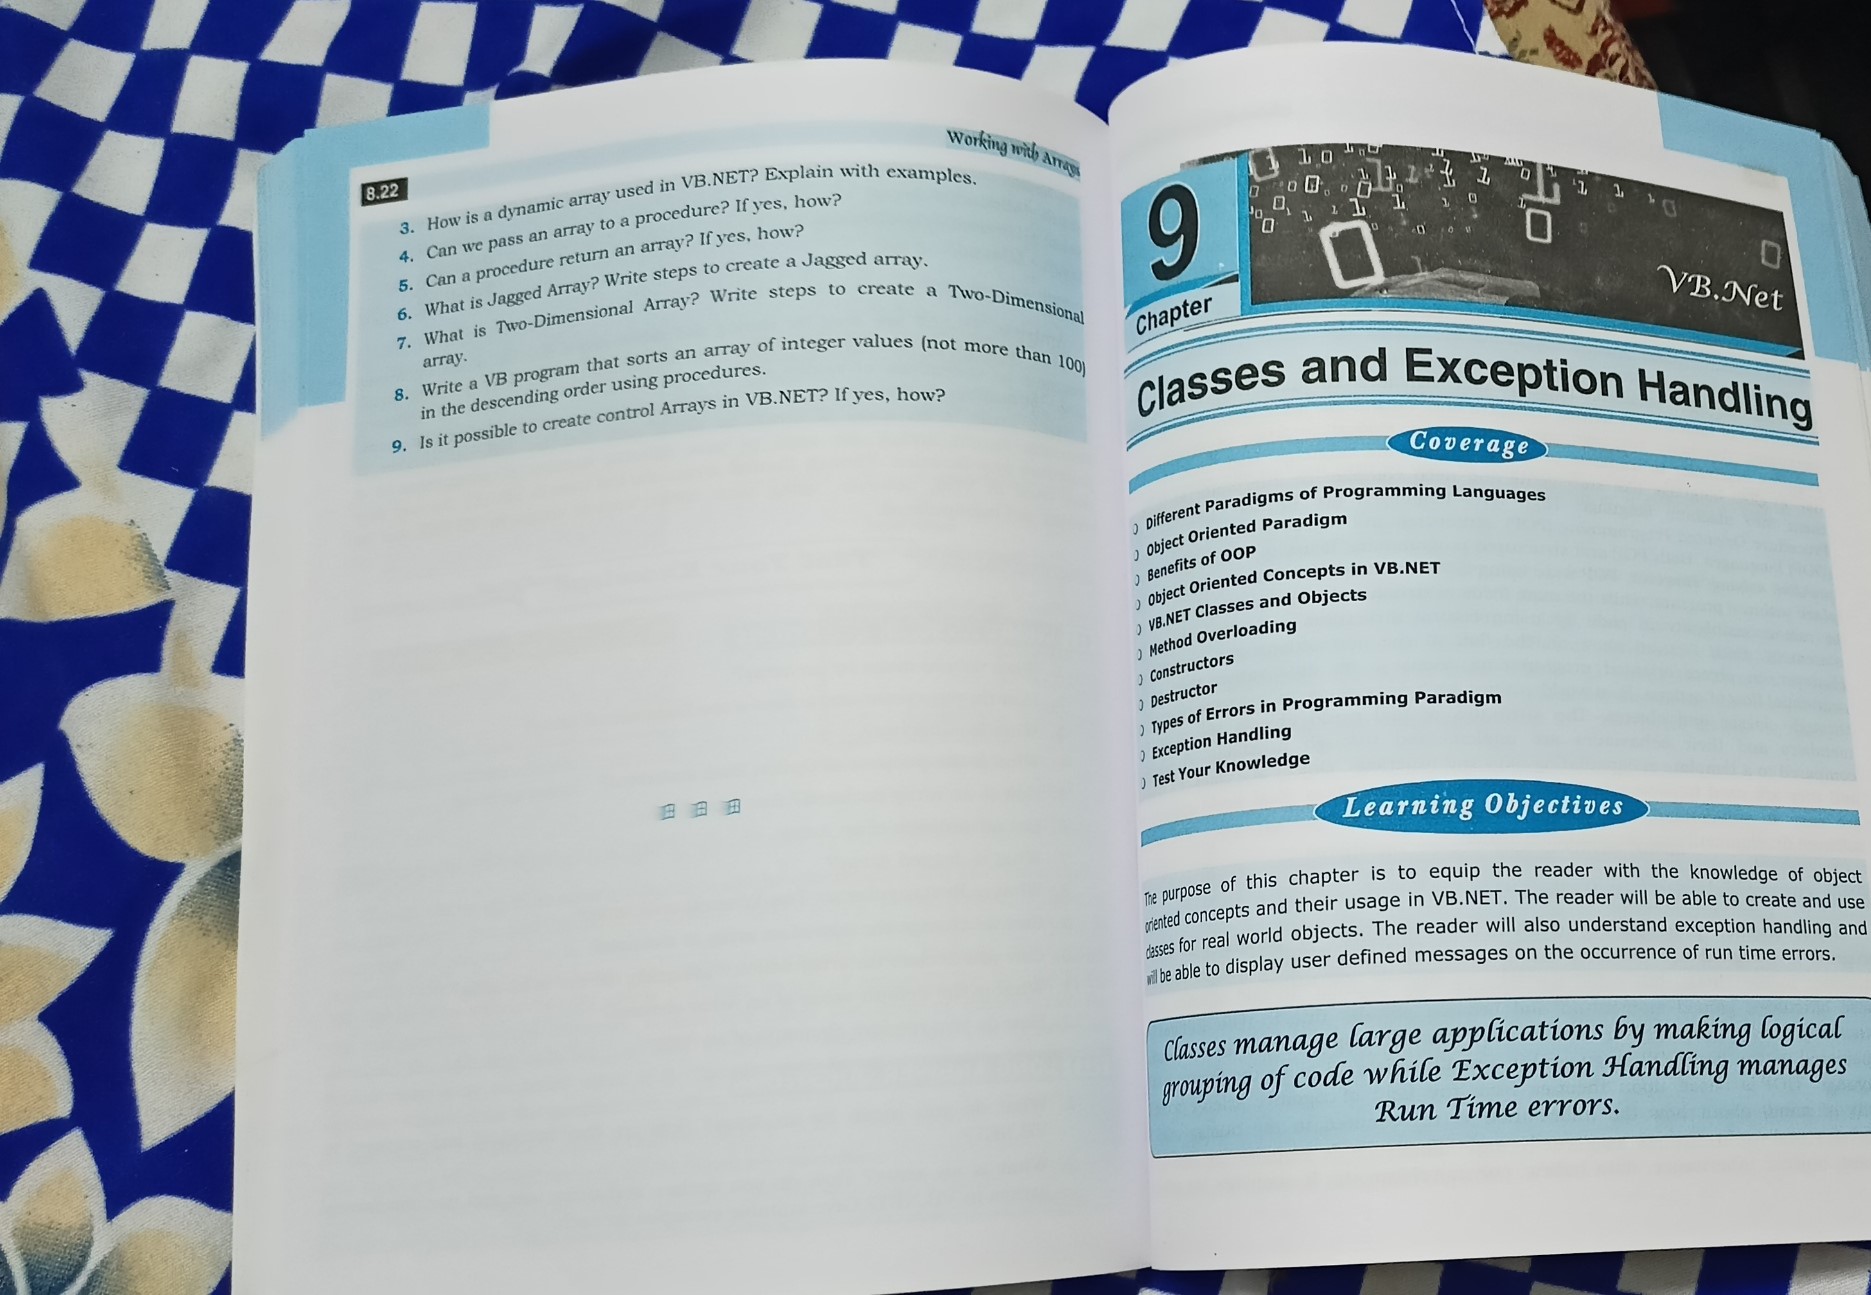 Working with Arrays
8.22
3. How is a dynamic array used in VB.NET? Explain with examples.
4. Can we pass an array to a procedure? If yes, how?
5. Can a procedure return an array? If yes, how?
6. What is Jagged Array? Write steps to create a Jagged array.
7. What is Two-Dimensional Array? Write steps to create a Two-Dimensional
array.
8. Write a VB program that sorts an array of integer values (not more than 100)
in the descending order using procedures.
9. Is it possible to create control Arrays in VB.NET? If yes, how?
9
Chapter
VB.Net
Classes and Exception Handling
Coverage
Different Paradigms of Programming Languages
Object Oriented Paradigm
Benefits of OOP
Object Oriented Concepts in VB.NET
VB.NET Classes and Objects
Method Overloading
Constructors
Destructor
Types of Errors in Programming Paradigm
Exception Handling
Test Your Knowledge
Learning Objectives
The purpose of this chapter is to equip the reader with the knowledge of object
oriented concepts and their usage in VB.NET. The reader will be able to create and use
classes for real world objects. The reader will also understand exception handling and
will be able to display user defined messages on the occurrence of run time errors.
Classes manage large applications by making logical
grouping of code while Exception Handling manages
Run Time errors.